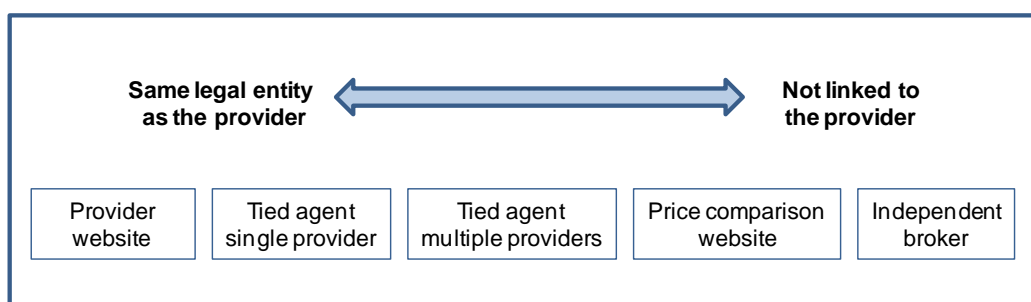 Same legal entity
as the provider
Not linked to
the provider
Provider
website
Tied agent
single provider
Tied agent
multiple providers
Price comparison
website
Independent
broker